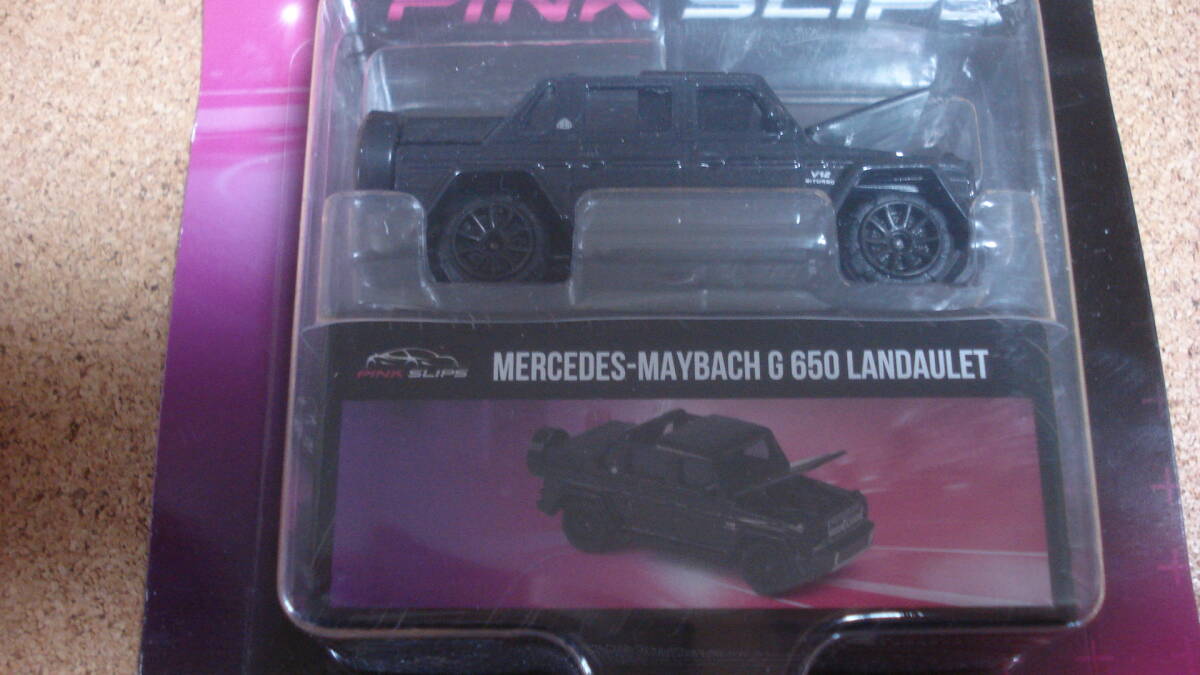 PINK SLIPS
V12
BITURBO
PINK SLIPS
MERCEDES-MAYBACH G 650 LANDAULET